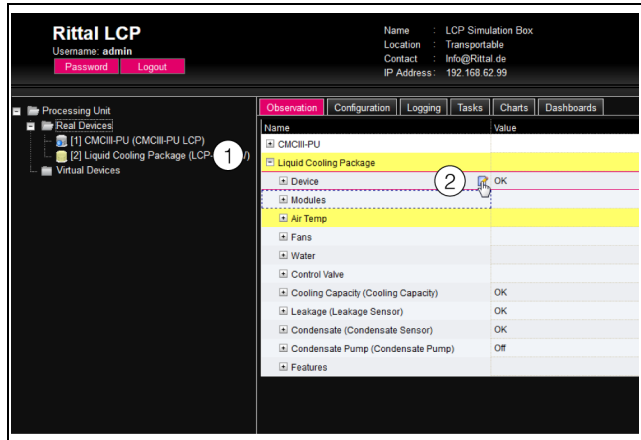 Rittal LCP
Username: admin
Password Logout
Name : LCP Simulation Box
Location : Transportable
Contact : Info@Rittal.de
IP Address : 192.168.62.99
Processing Unit
Real Devices
[1] CMCIII-PU (CMCIII-PU LCP)
[2] Liquid Cooling Package (LCP-
Virtual Devices
1
Observation Configuration Logging Tasks Charts Dashboards
Name Value
CMCIII-PU
Liquid Cooling Package
Device 2 OK
Modules
Air Temp
Fans
Water
Control Valve
Cooling Capacity (Cooling Capacity) OK
Leakage (Leakage Sensor) OK
Condensate (Condensate Sensor) OK
Condensate Pump (Condensate Pump) Off
Features